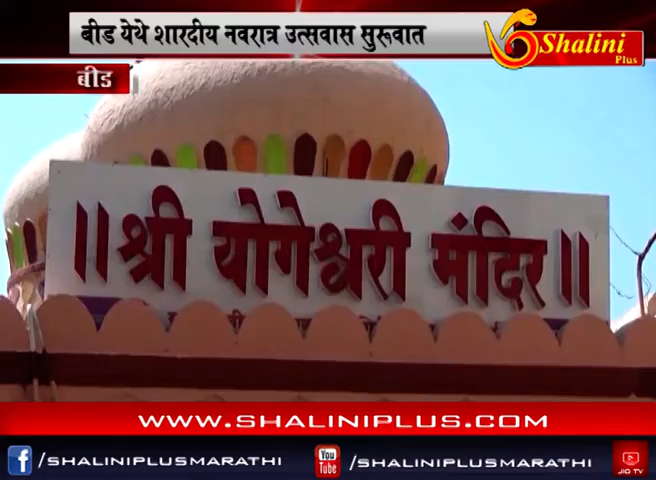 बीड येथे शारदीय नवरात्र उत्सवास सुरूवात
Shalini
Plus
बीड
॥ श्री योगेश्वरी मंदिर ॥
WWW.SHALINIPLUS.COM
f /SHALINIPLUSMARATHI
You Tube /SHALINIPLUSMARATHI
JIO TV